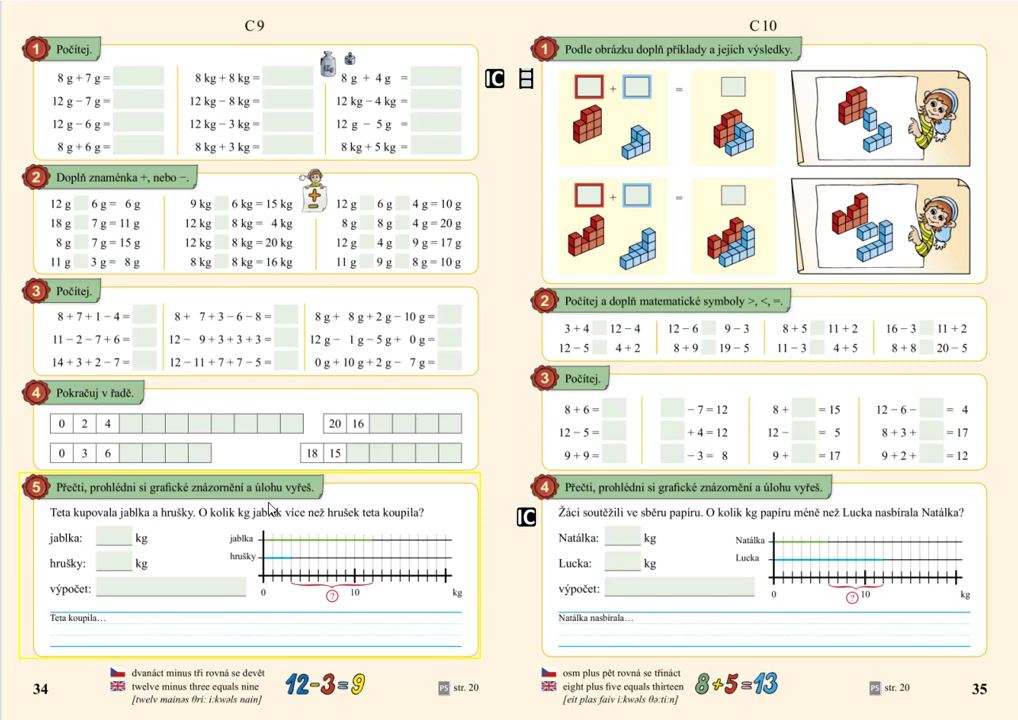 C 9
1 Počítej.
8 g + 7 g =
12 g − 7 g =
12 g − 6 g =
8 g + 6 g =
8 kg + 8 kg =
12 kg − 8 kg =
12 kg − 3 kg =
8 kg + 3 kg =
8 g + 4 g =
12 kg − 4 kg =
12 g − 5 g =
8 kg + 5 kg =
2 Doplň znaménka +, nebo −.
12 g 6 g = 6 g
18 g 7 g = 11 g
8 g 7 g = 15 g
11 g 3 g = 8 g
9 kg 6 kg = 15 kg
12 kg 8 kg = 4 kg
12 kg 8 kg = 20 kg
8 kg 8 kg = 16 kg
12 g 6 g 4 g = 10 g
8 g 8 g 4 g = 20 g
12 g 4 g 9 g = 17 g
11 g 9 g 8 g = 10 g
3 Počítej.
8 + 7 + 1 − 4 =
11 − 2 − 7 + 6 =
14 + 3 + 2 − 7 =
8 + 7 + 3 − 6 − 8 =
12 − 9 + 3 + 3 + 3 =
12 − 11 + 7 + 7 − 5 =
8 g + 8 g + 2 g − 10 g =
12 g − 1 g − 5 g + 0 g =
0 g + 10 g + 2 g − 7 g =
4 Pokračuj v řadě.
0 2 4
20 16
0 3 6
18 15
5 Přečti, prohlédni si grafické znázornění a úlohu vyřeš.
Teta kupovala jablka a hrušky. O kolik kg jablek více než hrušek teta koupila?
jablka: kg
hrušky: kg
výpočet:
jablka
hrušky
0 10 kg
?
Teta koupila…
34
dvanáct minus tři rovná se devět
twelve minus three equals nine
[twelv mainəs θri: i:kwəls nain]
12−3=9
PS str. 20
C 10
IC
1 Podle obrázku doplň příklady a jejich výsledky.
+ =
+ =
2 Počítej a doplň matematické symboly >, <, =.
3 + 4 12 − 4
12 − 5 4 + 2
12 − 6 9 − 3
8 + 9 19 − 5
8 + 5 11 + 2
11 − 3 4 + 5
16 − 3 11 + 2
8 + 8 20 − 5
3 Počítej.
8 + 6 =
12 − 5 =
9 + 9 =
− 7 = 12
+ 4 = 12
− 3 = 8
8 + = 15
12 − = 5
9 + = 17
12 − 6 − = 4
8 + 3 + = 17
9 + 2 + = 12
IC
4 Přečti, prohlédni si grafické znázornění a úlohu vyřeš.
Žáci soutěžili ve sběru papíru. O kolik kg papíru méně než Lucka nasbírala Natálka?
Natálka: kg
Lucka: kg
výpočet:
Natálka
Lucka
0 10 kg
?
Natálka nasbírala…
osm plus pět rovná se třináct
eight plus five equals thirteen
[eit plas faiv i:kwəls θə:ti:n]
8+5=13
PS str. 20
35